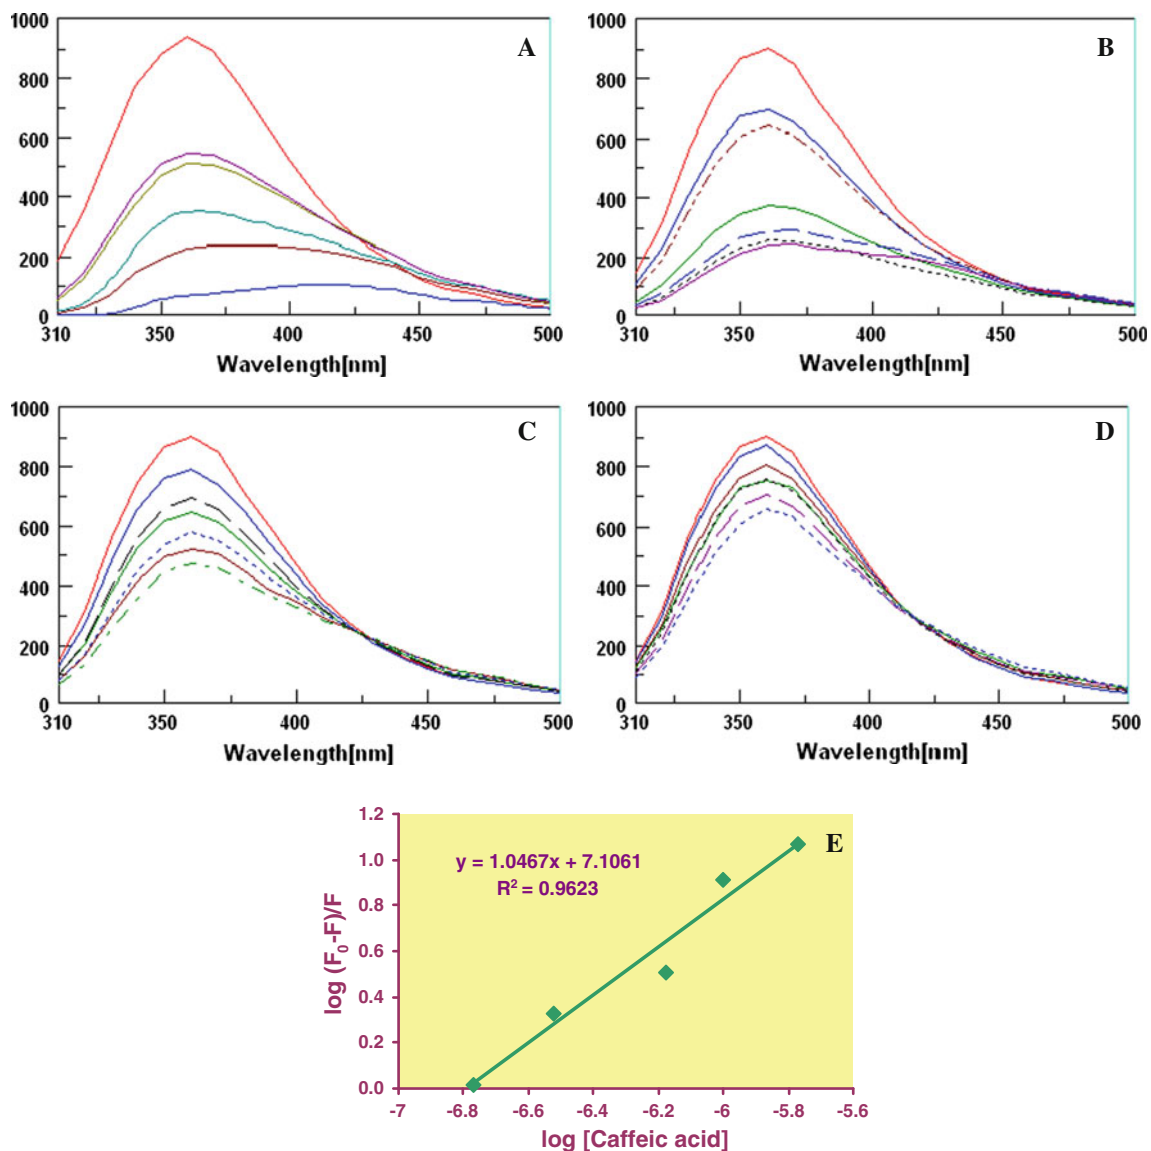 A
1000
800
600
400
200
0
310 350 400 450 500
Wavelength[nm]
B
1000
800
600
400
200
0
310 350 400 450 500
Wavelength[nm]
C
1000
800
600
400
200
0
310 350 400 450 500
Wavelength[nm]
D
1000
800
600
400
200
0
310 350 400 450 500
Wavelength[nm]
E
y = 1.0467x + 7.1061
R² = 0.9623
log (F₀-F)/F
1.2
1.0
0.8
0.6
0.4
0.2
0.0
-7 -6.8 -6.6 -6.4 -6.2 -6 -5.8 -5.6
log [Caffeic acid]